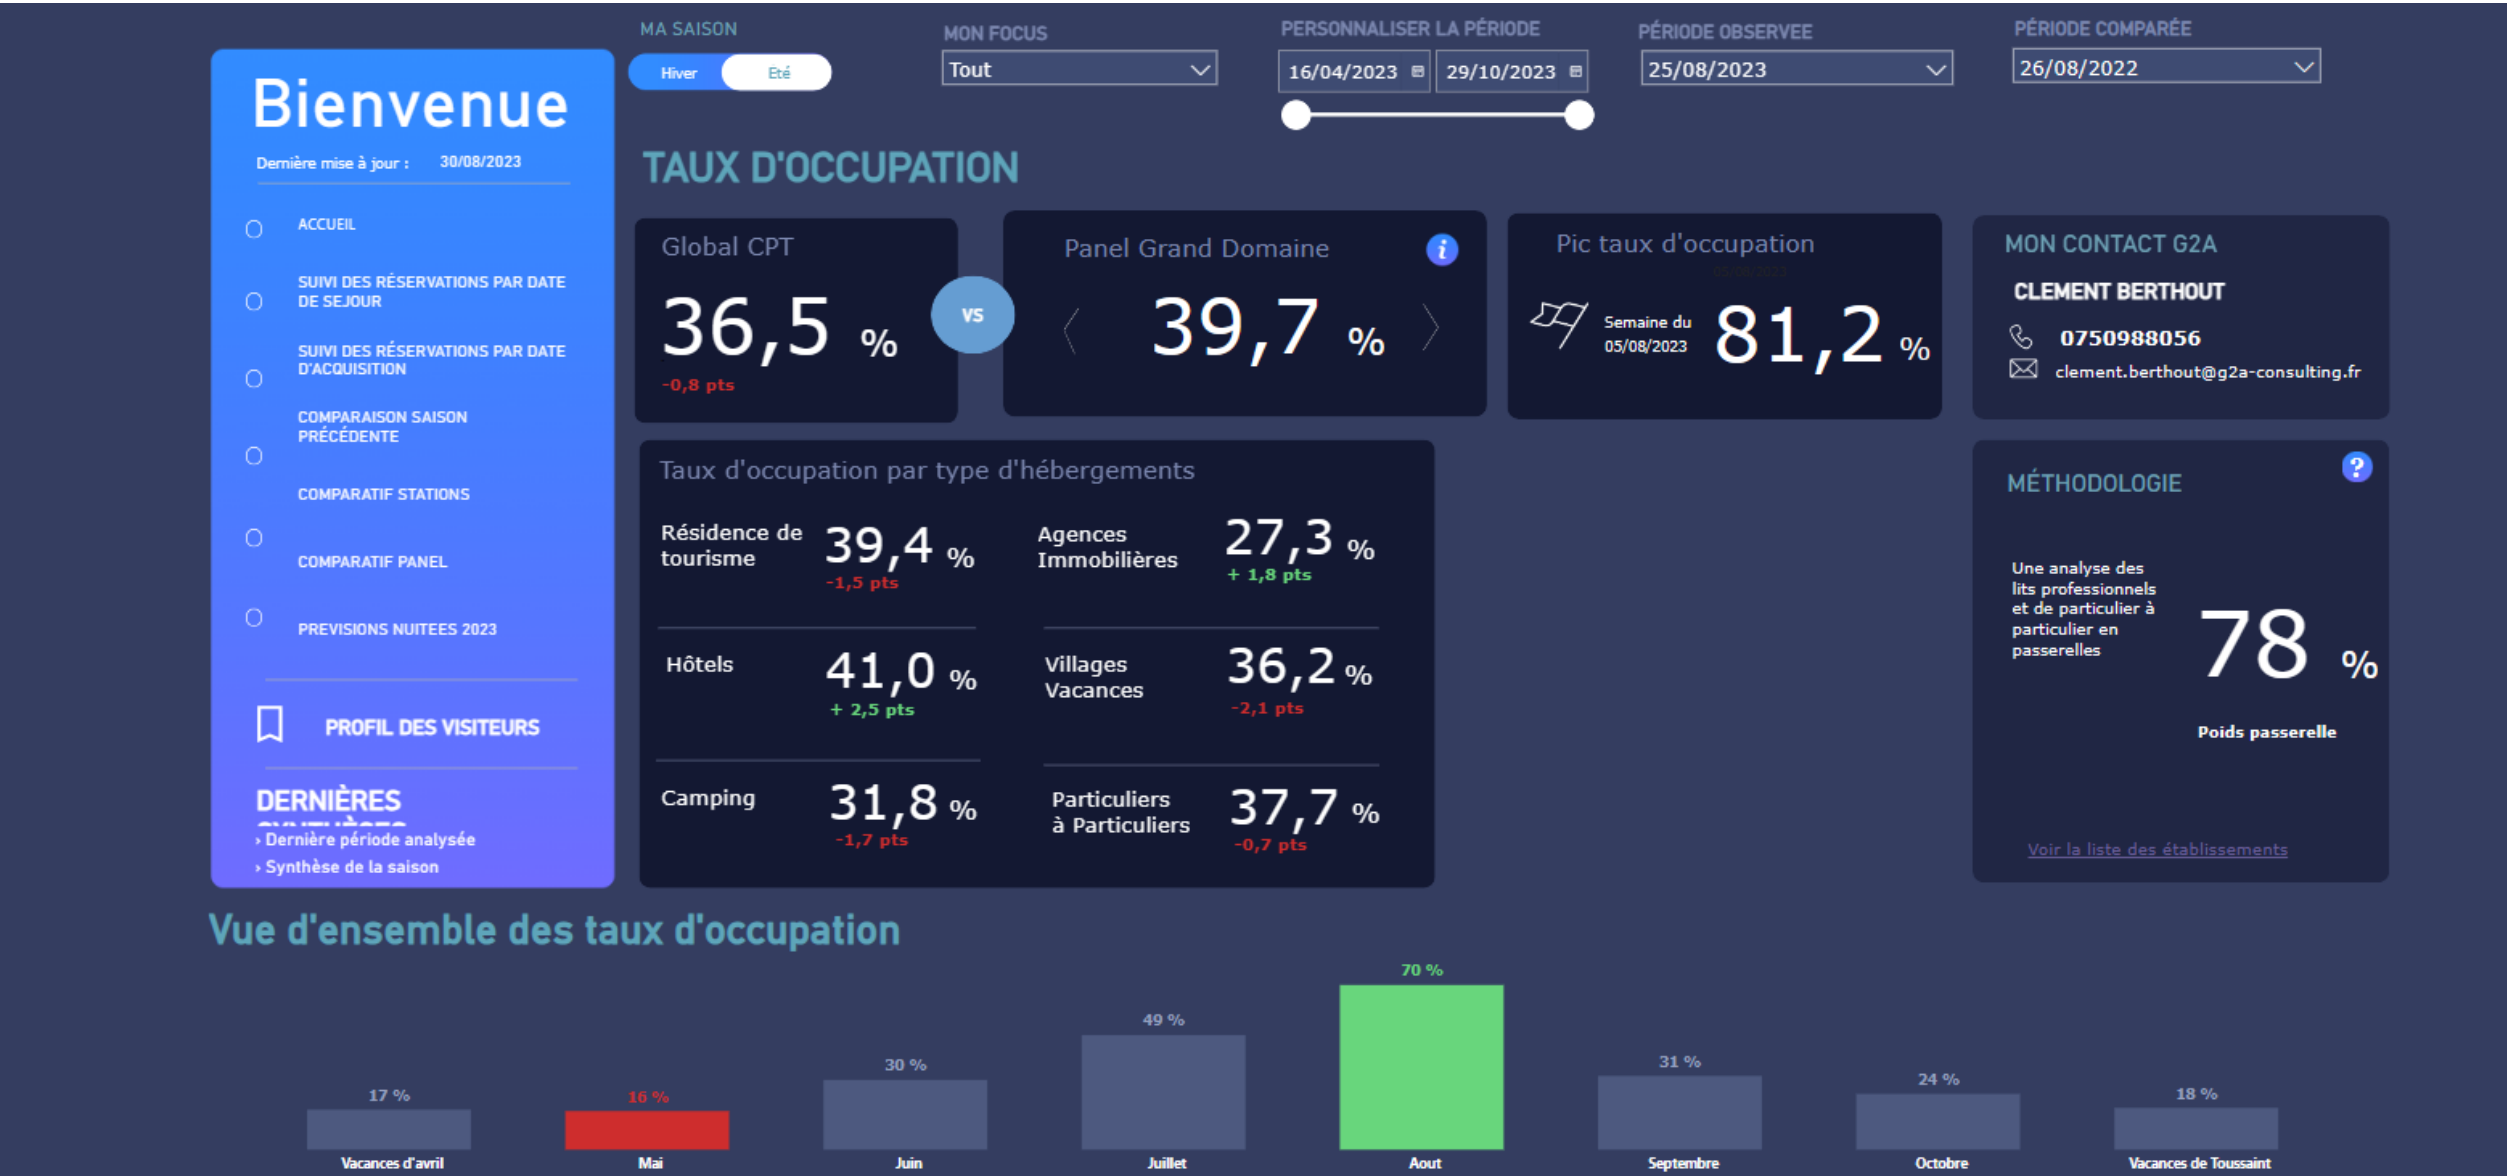 MA SAISON
Hiver
Eté
MON FOCUS
Tout
PERSONNALISER LA PÉRIODE
16/04/2023
29/10/2023
PÉRIODE OBSERVEE
25/08/2023
PÉRIODE COMPARÉE
26/08/2022
Bienvenue
Dernière mise à jour : 30/08/2023
ACCUEIL
SUIVI DES RÉSERVATIONS PAR DATE
DE SEJOUR
SUIVI DES RÉSERVATIONS PAR DATE
D'ACQUISITION
COMPARAISON SAISON
PRÉCÉDENTE
COMPARATIF STATIONS
COMPARATIF PANEL
PREVISIONS NUITEES 2023
PROFIL DES VISITEURS
DERNIÈRES
› Dernière période analysée
› Synthèse de la saison
TAUX D'OCCUPATION
Global CPT
36,5 %
-0,8 pts
VS
Panel Grand Domaine
i
39,7 %
Pic taux d'occupation
05/08/2023
Semaine du
05/08/2023
81,2 %
MON CONTACT G2A
CLEMENT BERTHOUT
0750988056
clement.berthout@g2a-consulting.fr
Taux d'occupation par type d'hébergements
Résidence de
tourisme
39,4 %
-1,5 pts
Agences
Immobilières
27,3 %
+ 1,8 pts
Hôtels
41,0 %
+ 2,5 pts
Villages
Vacances
36,2 %
-2,1 pts
Camping
31,8 %
-1,7 pts
Particuliers
à Particuliers
37,7 %
-0,7 pts
MÉTHODOLOGIE
?
Une analyse des
lits professionnels
et de particulier à
particulier en
passerelles
78 %
Poids passerelle
Voir la liste des établissements
Vue d'ensemble des taux d'occupation
17 %
16 %
30 %
49 %
70 %
31 %
24 %
18 %
Vacances d'avril
Mai
Juin
Juillet
Aout
Septembre
Octobre
Vacances de Toussaint